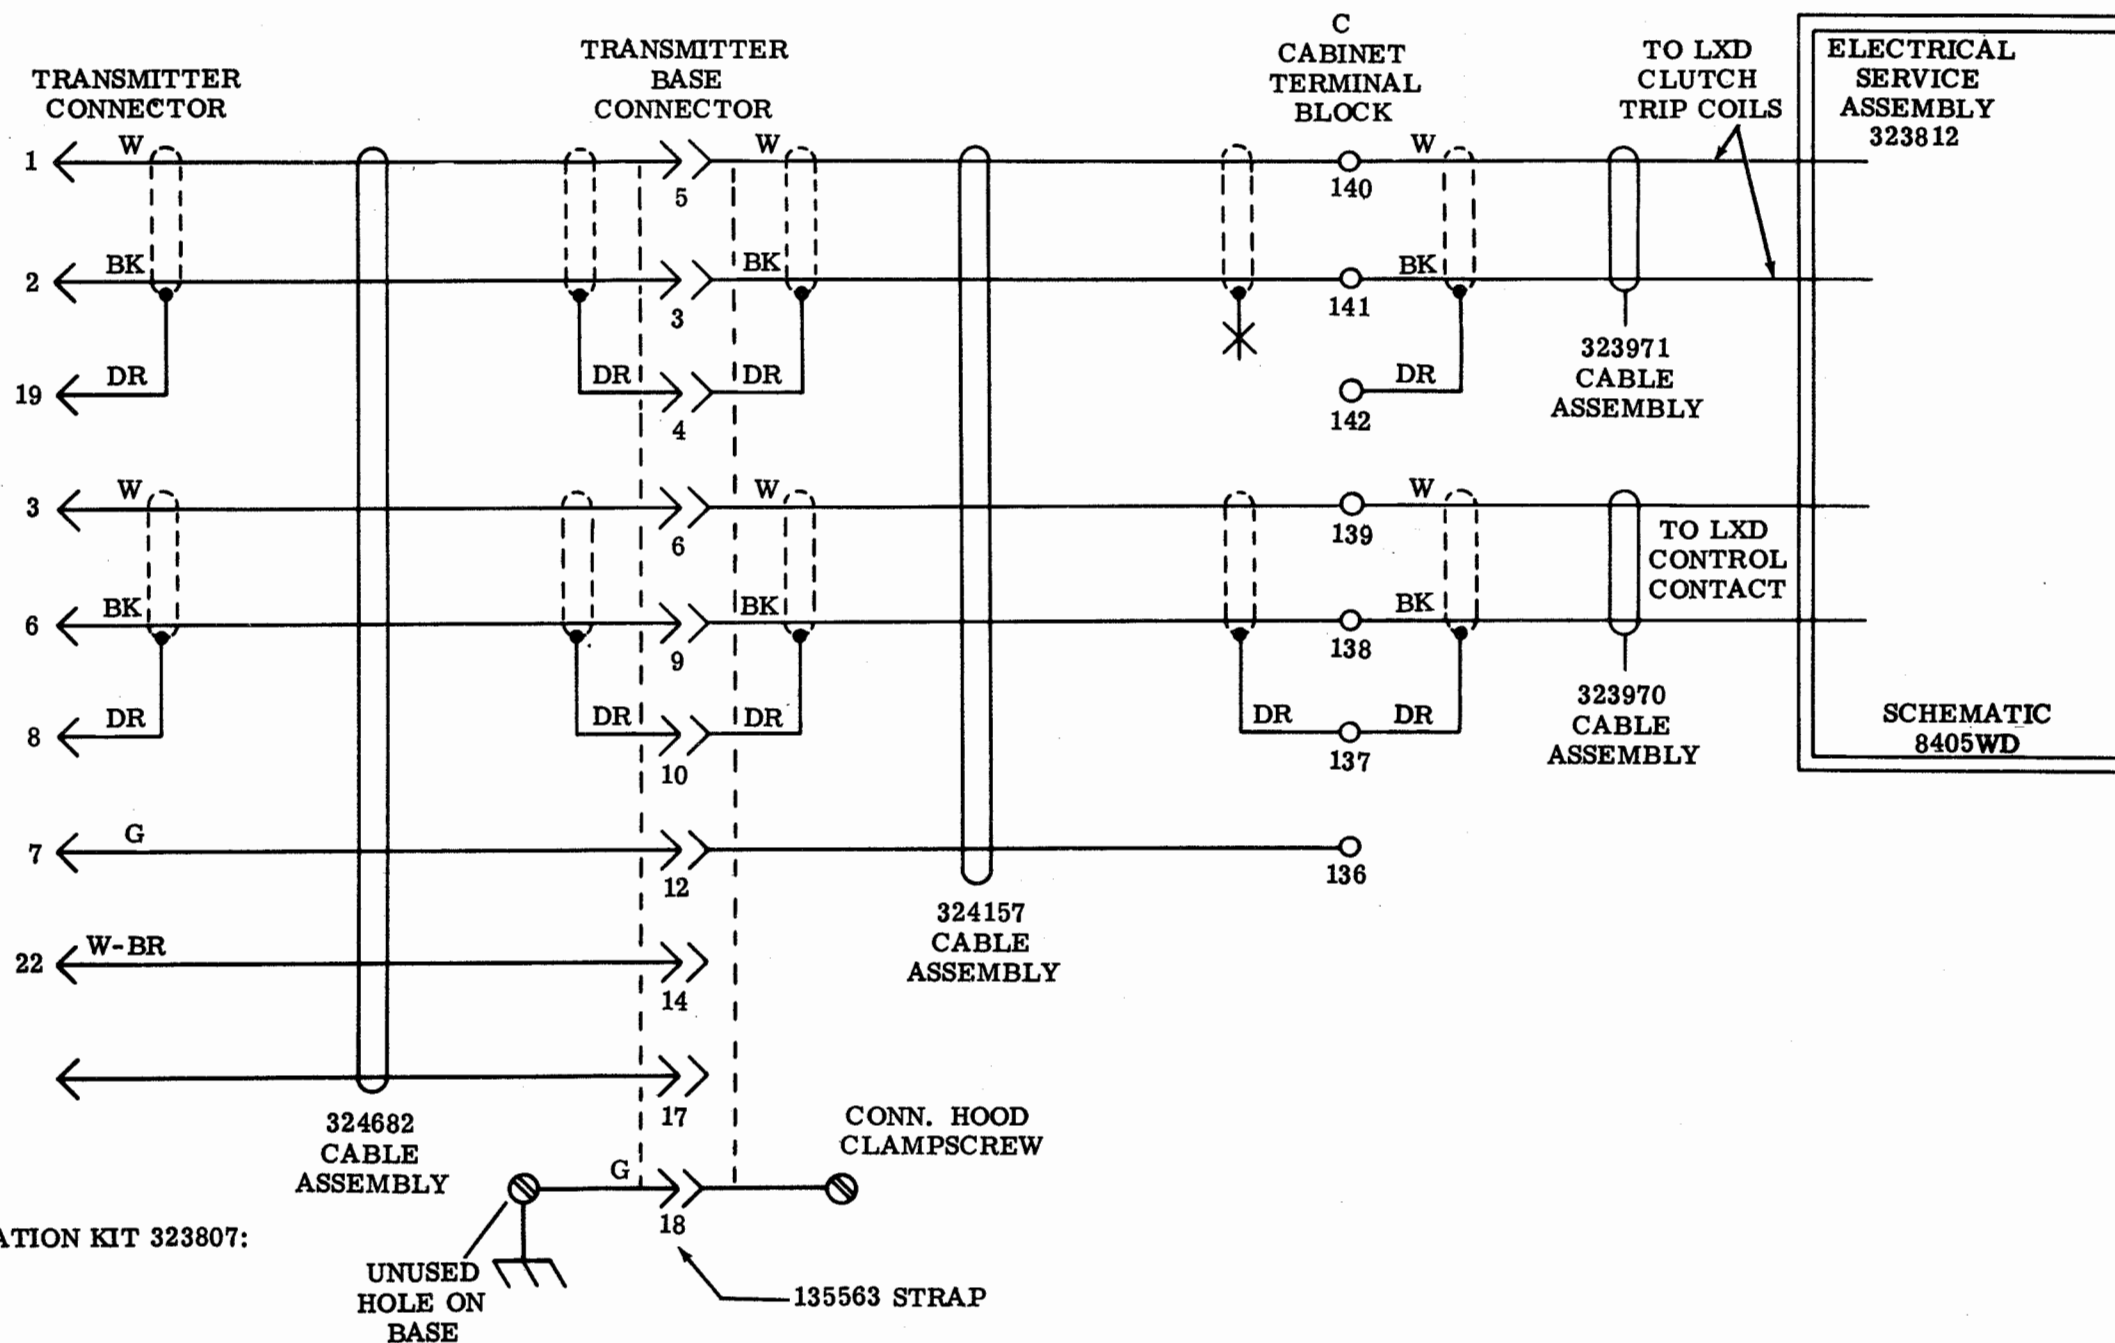 TRANSMITTER
CONNECTOR
TRANSMITTER
BASE
CONNECTOR
C
CABINET
TERMINAL
BLOCK
TO LXD
CLUTCH
TRIP COILS
ELECTRICAL
SERVICE
ASSEMBLY
323812
1
W
5
W
140
W
2
BK
3
BK
141
BK
19
DR
DR
4
DR
142
DR
323971
CABLE
ASSEMBLY
3
W
6
W
139
W
TO LXD
CONTROL
CONTACT
6
BK
9
BK
138
BK
8
DR
DR
10
DR
DR
137
DR
323970
CABLE
ASSEMBLY
SCHEMATIC
8405WD
7
G
12
136
324157
CABLE
ASSEMBLY
22
W-BR
14
17
324682
CABLE
ASSEMBLY
CONN. HOOD
CLAMPSCREW
G
18
ATION KIT 323807:
UNUSED
HOLE ON
BASE
135563 STRAP